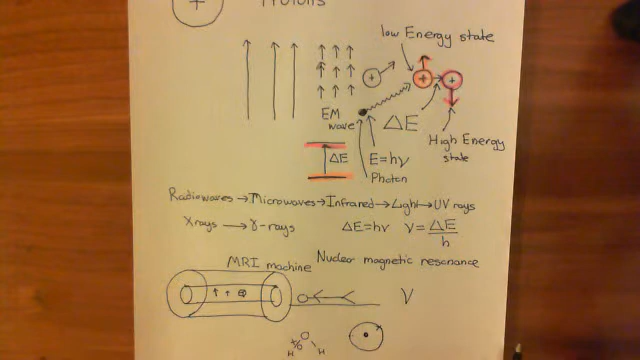 Protons
low Energy state
EM
wave
ΔE
High Energy
state
ΔE
E=hν
Photon
Radiowaves → Microwaves → Infrared → Light → UV rays
Xrays → γ-rays
ΔE=hν ν = ΔE
h
MRI machine
Nuclear magnetic resonance
ν
O
H H